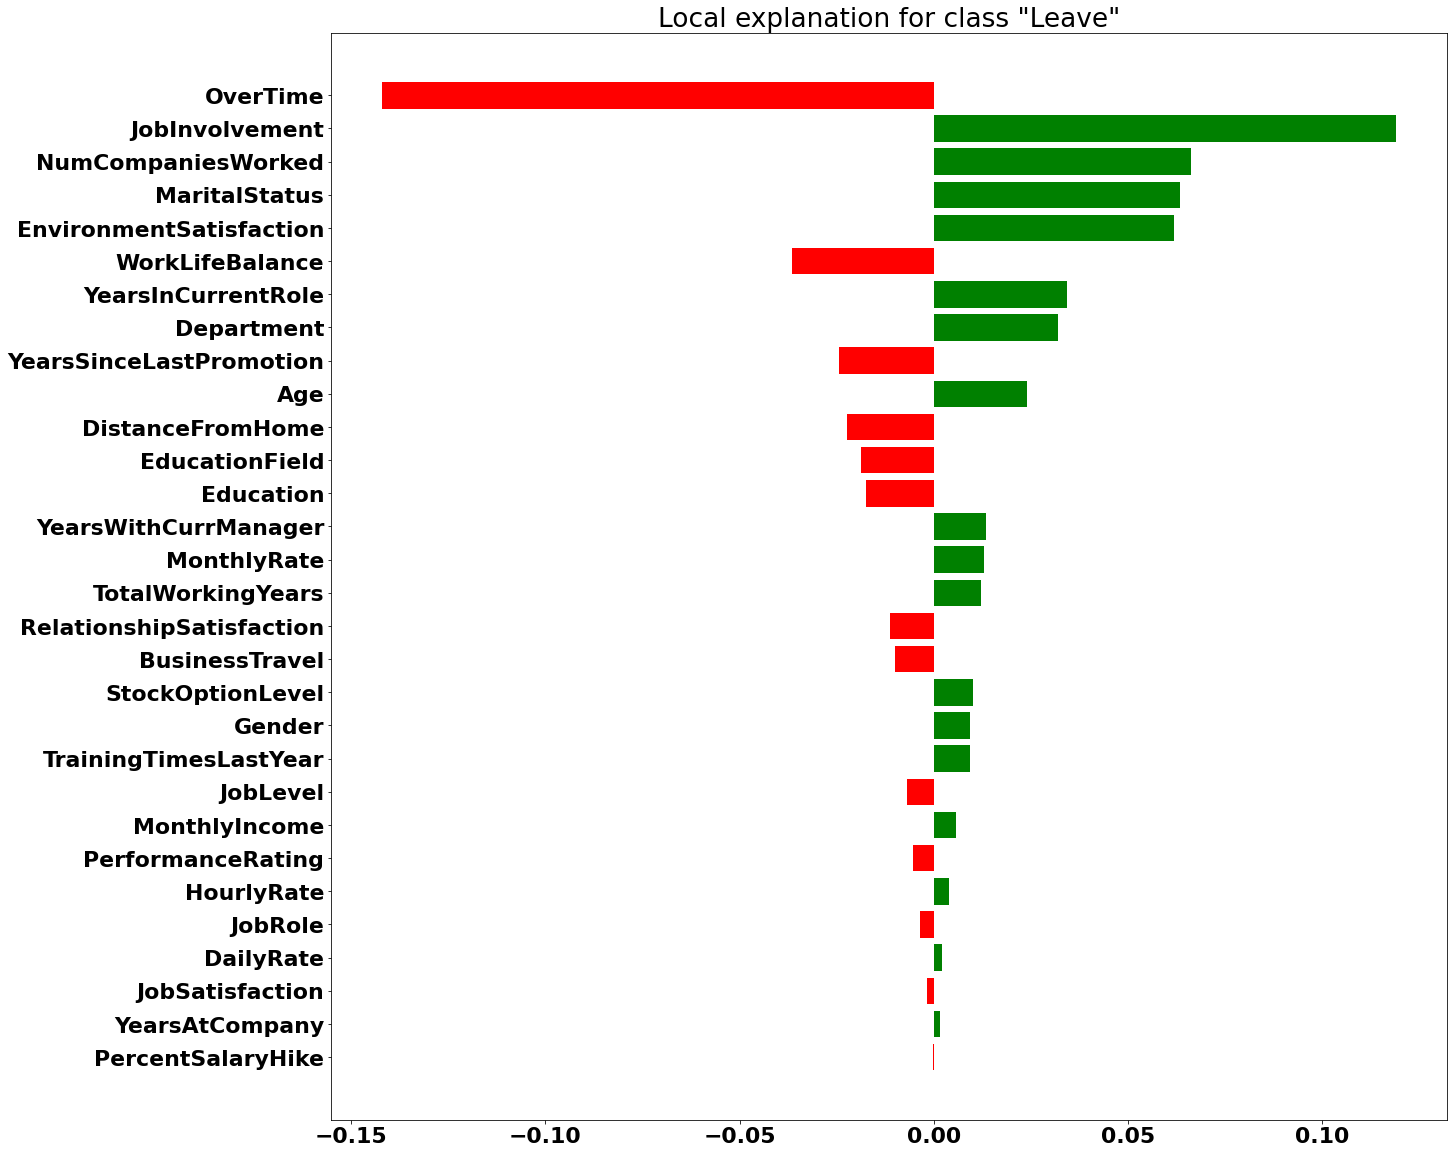 Local explanation for class "Leave"
OverTime
JobInvolvement
NumCompaniesWorked
MaritalStatus
EnvironmentSatisfaction
WorkLifeBalance
YearsInCurrentRole
Department
YearsSinceLastPromotion
Age
DistanceFromHome
EducationField
Education
YearsWithCurrManager
MonthlyRate
TotalWorkingYears
RelationshipSatisfaction
BusinessTravel
StockOptionLevel
Gender
TrainingTimesLastYear
JobLevel
MonthlyIncome
PerformanceRating
HourlyRate
JobRole
DailyRate
JobSatisfaction
YearsAtCompany
PercentSalaryHike
−0.15 −0.10 −0.05 0.00 0.05 0.10